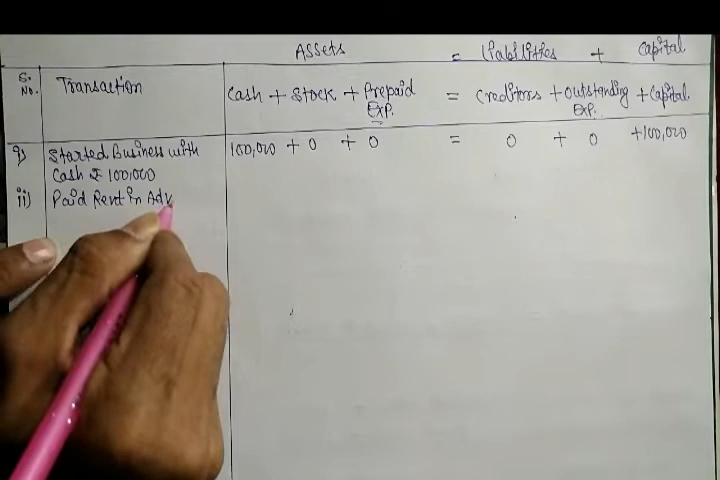 Assets = Liabilities + Capital
S. No. Transaction Cash + Stock + Prepaid Exp. = Creditors + Outstanding Exp. + Capital
i) Started Business with 100,000 + 0 + 0 = 0 + 0 +100,000
Cash ₹ 100,000
ii) Paid Rent in Adv